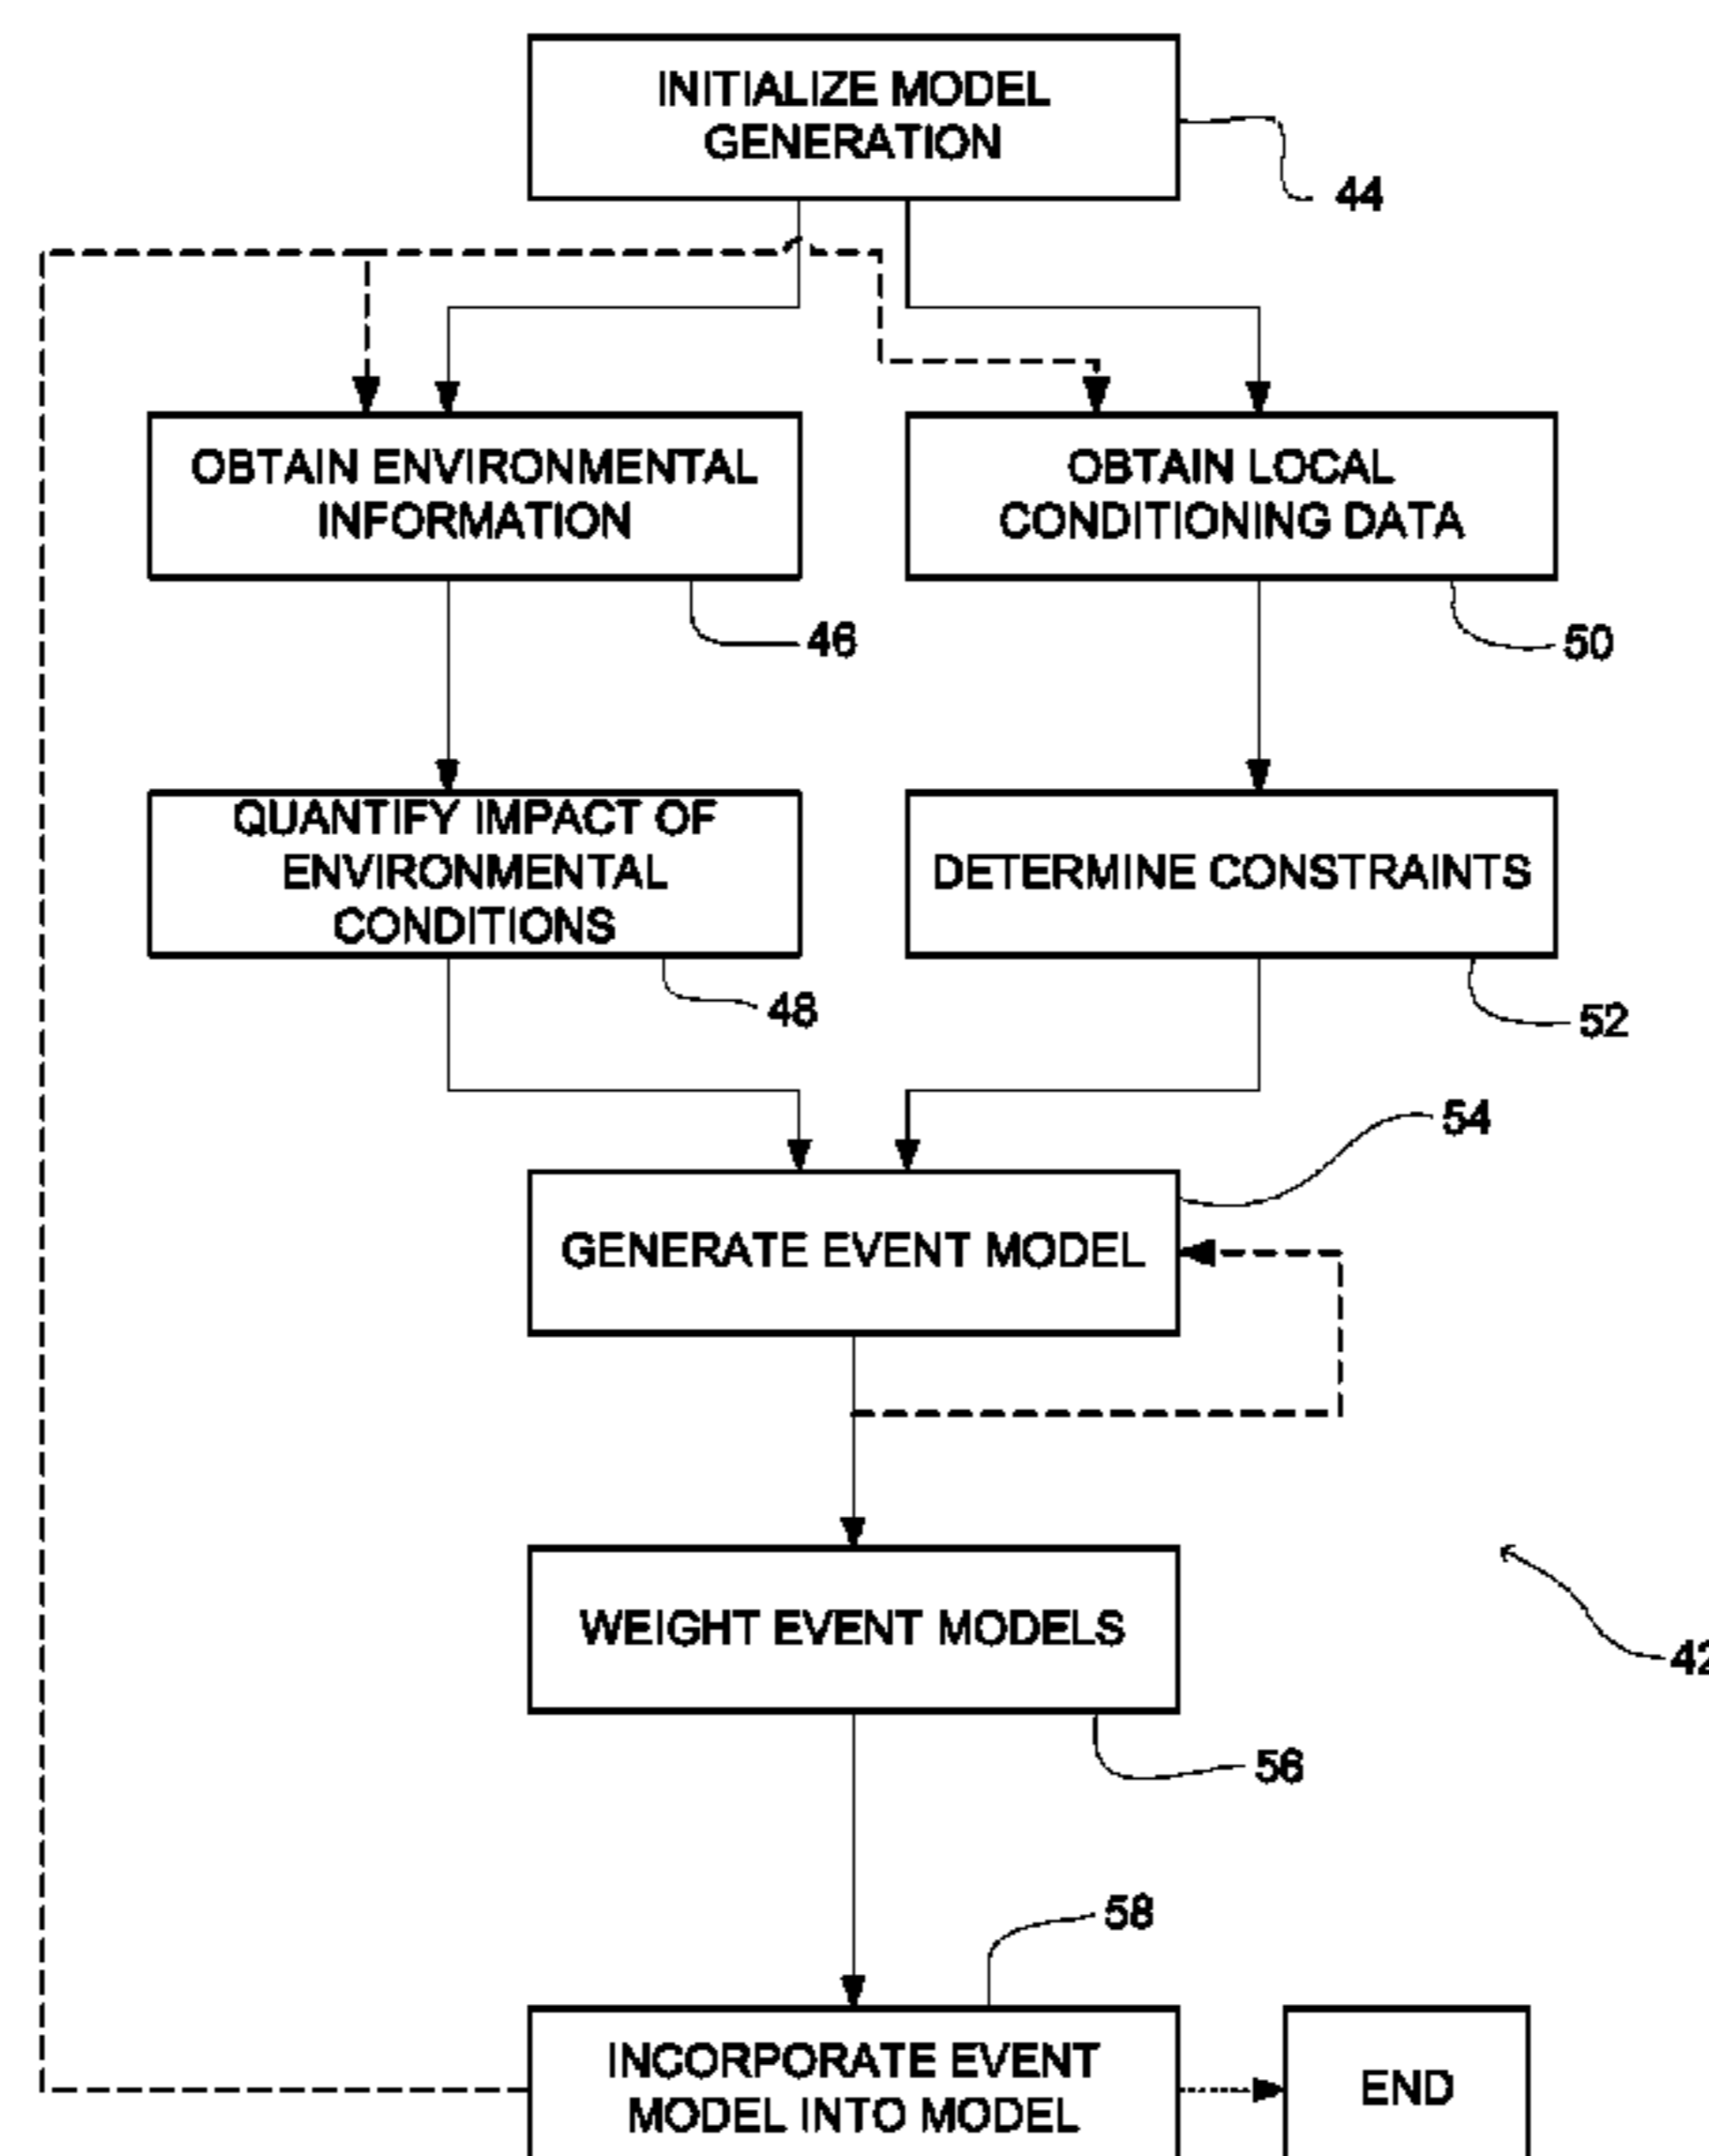 INITIALIZE MODEL
GENERATION
44
OBTAIN ENVIRONMENTAL
INFORMATION
46
OBTAIN LOCAL
CONDITIONING DATA
50
QUANTIFY IMPACT OF
ENVIRONMENTAL
CONDITIONS
48
DETERMINE CONSTRAINTS
52
54
GENERATE EVENT MODEL
WEIGHT EVENT MODELS
42
56
58
INCORPORATE EVENT
MODEL INTO MODEL
END